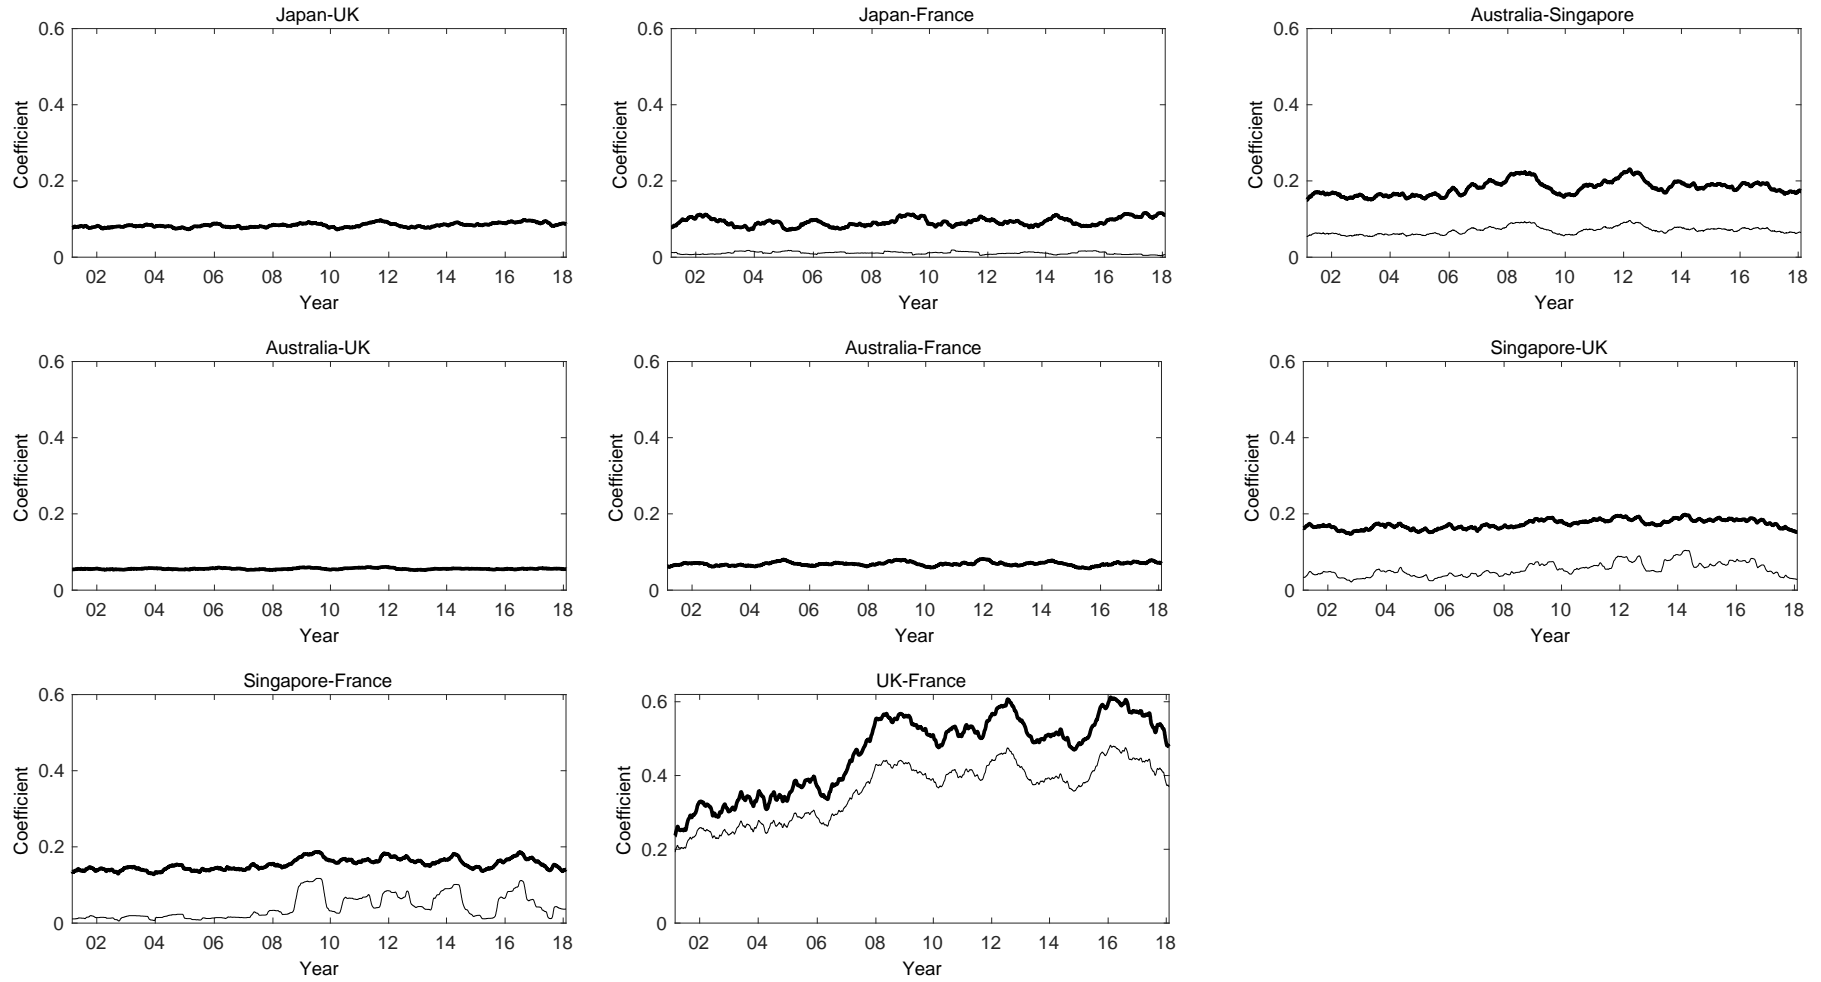 Japan-UK
0.6
0.4
0.2
0
Coefficient
02 04 06 08 10 12 14 16 18
Year
Japan-France
0.6
0.4
0.2
0
Coefficient
02 04 06 08 10 12 14 16 18
Year
Australia-Singapore
0.6
0.4
0.2
0
Coefficient
02 04 06 08 10 12 14 16 18
Year
Australia-UK
0.6
0.4
0.2
0
Coefficient
02 04 06 08 10 12 14 16 18
Year
Australia-France
0.6
0.4
0.2
0
Coefficient
02 04 06 08 10 12 14 16 18
Year
Singapore-UK
0.6
0.4
0.2
0
Coefficient
02 04 06 08 10 12 14 16 18
Year
Singapore-France
0.6
0.4
0.2
0
Coefficient
02 04 06 08 10 12 14 16 18
Year
UK-France
0.6
0.4
0.2
0
Coefficient
02 04 06 08 10 12 14 16 18
Year